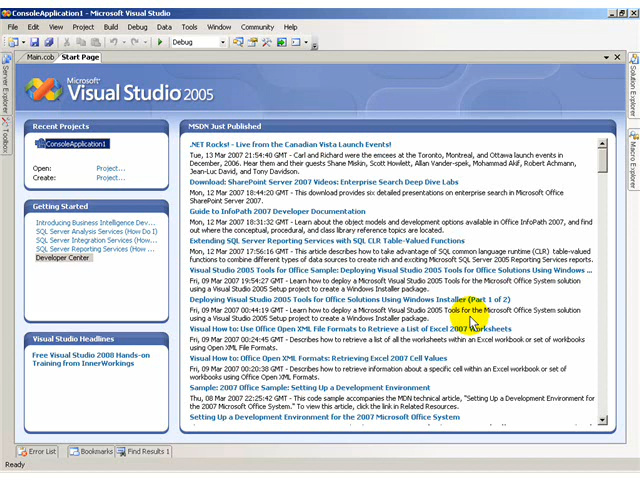 ConsoleApplication1 - Microsoft Visual Studio
File Edit View Project Build Debug Data Tools Window Community Help
Debug
Main.cob Start Page
Server Explorer
Toolbox
Solution Explorer
Macro Explorer
Microsoft
Visual Studio 2005
Recent Projects
ConsoleApplication1
Open: Project...
Create: Project...
Getting Started
Introducing Business Intelligence Dev...
SQL Server Analysis Services (How Do I)
SQL Server Integration Services (How...
SQL Server Reporting Services (How...
Developer Center
Visual Studio Headlines
Free Visual Studio 2008 Hands-on
Training from InnerWorkings
MSDN Just Published
.NET Rocks! - Live from the Canadian Vista Launch Events!
Tue, 13 Mar 2007 21:54:40 GMT - Carl and Richard were the emcees at the Toronto, Montreal, and Ottawa launch events in
December, 2006. Hear them and their guests Shane Miskin, Scott Howlett, Allan Vander-spek, Mohammad Akif, Robert Achmann,
Jean-Luc David, and Tony Davidson.
Download: SharePoint Server 2007 Videos: Enterprise Search Deep Dive Labs
Mon, 12 Mar 2007 18:44:20 GMT - This download provides six detailed presentations on enterprise search in Microsoft Office
SharePoint Server 2007.
Guide to InfoPath 2007 Developer Documentation
Mon, 12 Mar 2007 18:31:32 GMT - Learn about the object models and development options available in Office InfoPath 2007, and find
out where the conceptual, procedural, and class library reference topics are located.
Extending SQL Server Reporting Services with SQL CLR Table-Valued Functions
Mon, 12 Mar 2007 17:56:16 GMT - This article describes how to take advantage of SQL common language runtime (CLR) table-valued
functions to combine different types of data sources to create rich and exciting Microsoft SQL Server 2005 Reporting Services reports.
Visual Studio 2005 Tools for Office Sample: Deploying Visual Studio 2005 Tools for Office Solutions Using Windows ...
Fri, 09 Mar 2007 19:54:27 GMT - Learn how to deploy a Microsoft Visual Studio 2005 Tools for the Microsoft Office System solution
using a Visual Studio 2005 Setup project to create a Windows Installer package.
Deploying Visual Studio 2005 Tools for Office Solutions Using Windows Installer (Part 1 of 2)
Fri, 09 Mar 2007 00:44:19 GMT - Learn how to deploy a Microsoft Visual Studio 2005 Tools for the Microsoft Office System solution
using a Visual Studio 2005 Setup project to create a Windows Installer package.
Visual How to: Use Office Open XML File Formats to Retrieve a List of Excel 2007 Worksheets
Fri, 09 Mar 2007 00:24:45 GMT - Describes how to retrieve a list of all the worksheets within an Excel workbook or set of workbooks
using Open XML File Formats.
Visual How to: Office Open XML Formats: Retrieving Excel 2007 Cell Values
Fri, 09 Mar 2007 00:20:38 GMT - Describes how to retrieve information about a specific cell within an Excel workbook or set of
workbooks using Office Open XML Formats.
Sample: 2007 Office Sample: Setting Up a Development Environment
Thu, 08 Mar 2007 22:25:42 GMT - This code sample accompanies the MDN technical article, "Setting Up a Development Environment for
the 2007 Microsoft Office System." To view this article, click the link in Related Resources.
Setting Up a Development Environment for the 2007 Microsoft Office System
Error List Bookmarks Find Results 1
Ready